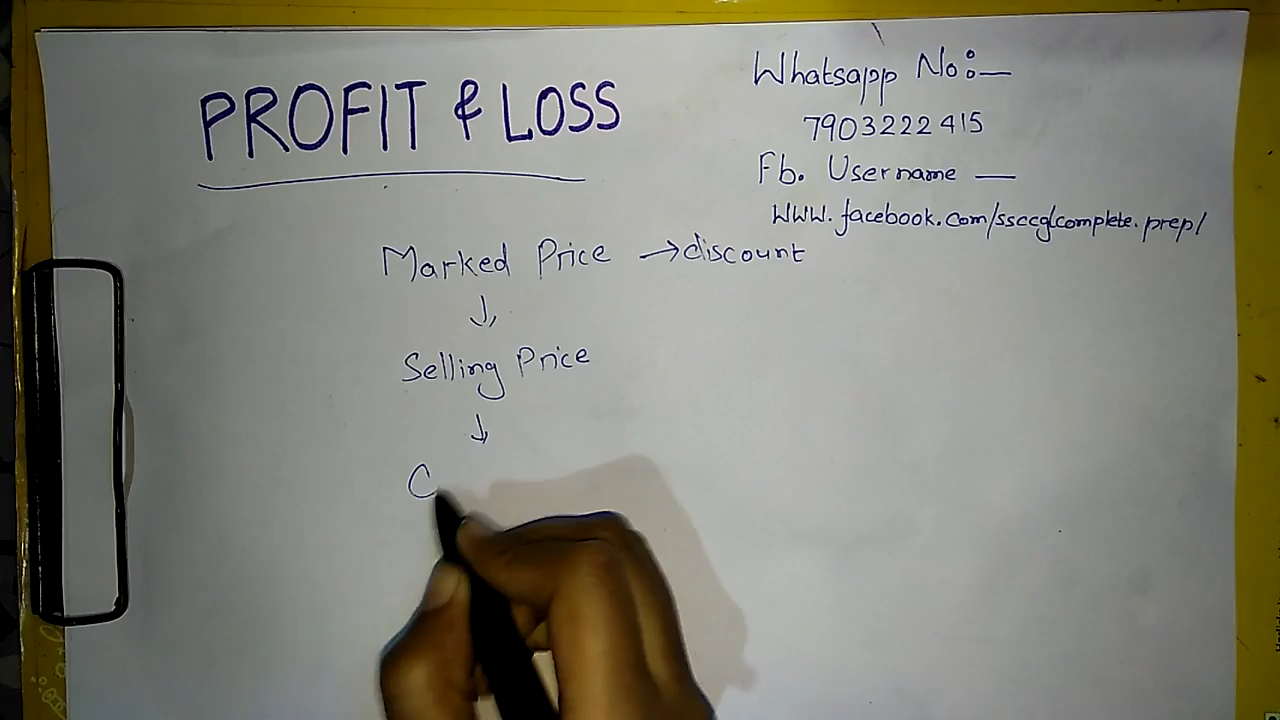 PROFIT & LOSS
Whatsapp No:—
7903222415
Fb. Username —
www.facebook.com/ssccglcomplete.prep/
Marked Price → discount
↓
Selling Price
↓
C